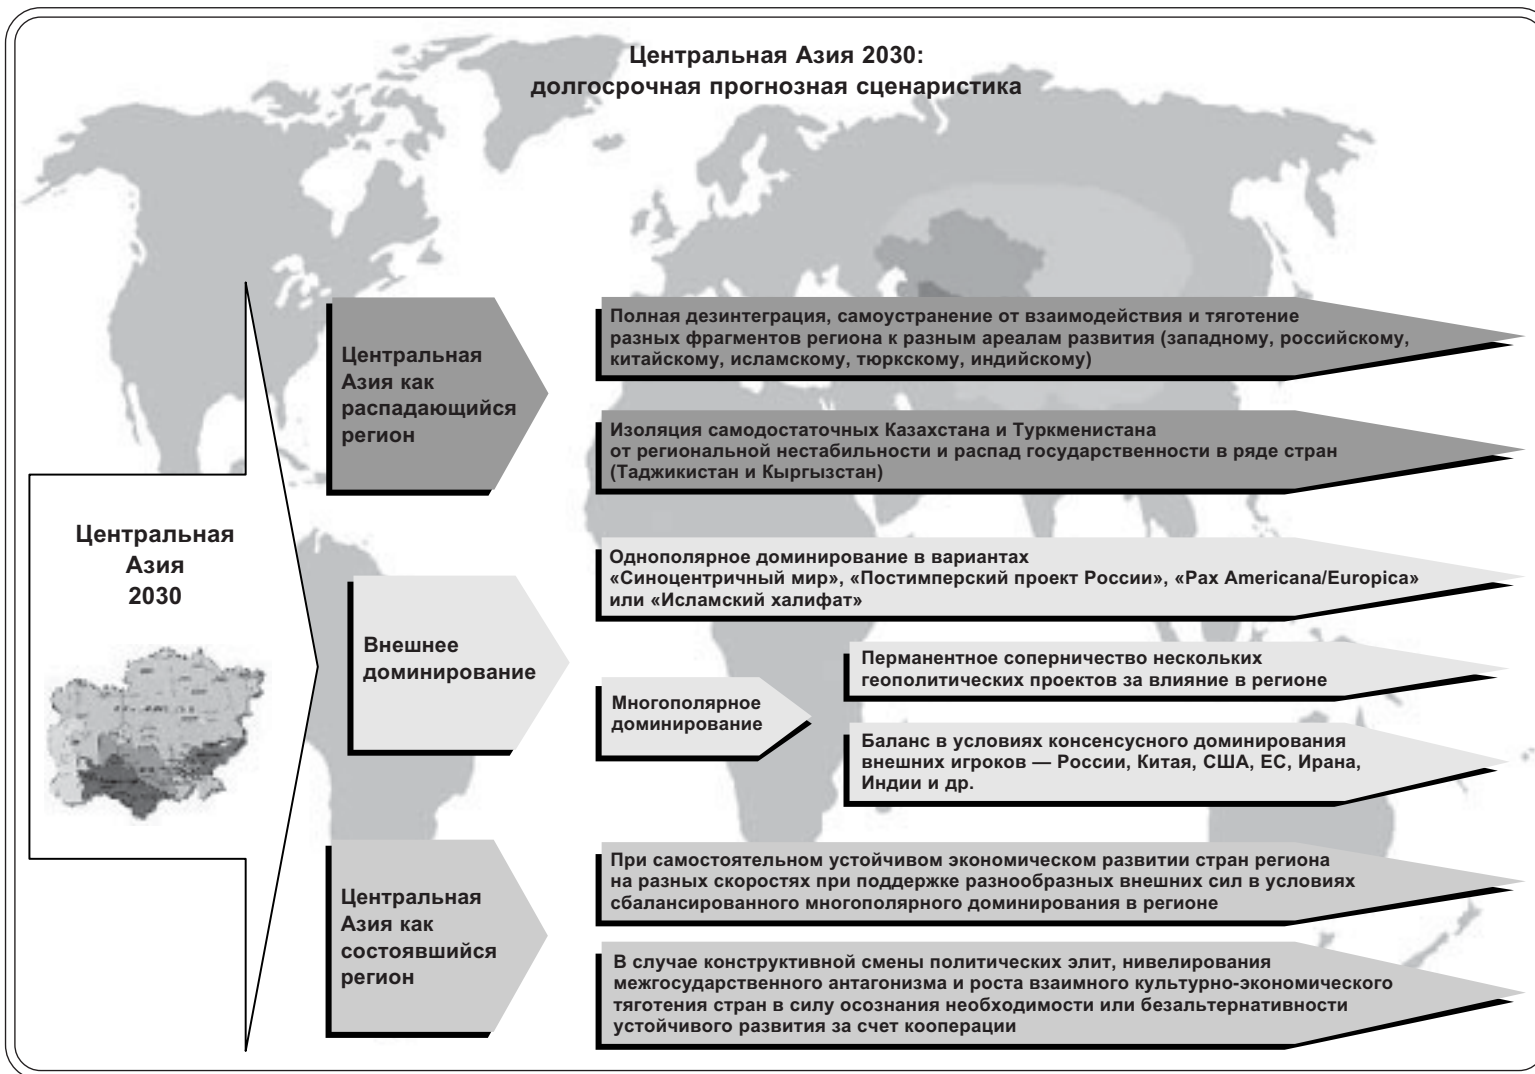 Центральная Азия 2030:
долгосрочная прогнозная сценаристика
Центральная
Азия
2030
Центральная
Азия как
распадающийся
регион
Полная дезинтеграция, самоустранение от взаимодействия и тяготение
разных фрагментов региона к разным ареалам развития (западному, российскому,
китайскому, исламскому, тюркскому, индийскому)
Изоляция самодостаточных Казахстана и Туркменистана
от региональной нестабильности и распад государственности в ряде стран
(Таджикистан и Кыргызстан)
Внешнее
доминирование
Однополярное доминирование в вариантах
«Синоцентричный мир», «Постимперский проект России», «Pax Americana/Europica»
или «Исламский халифат»
Многополярное
доминирование
Перманентное соперничество нескольких
геополитических проектов за влияние в регионе
Баланс в условиях консенсусного доминирования
внешних игроков — России, Китая, США, ЕС, Ирана,
Индии и др.
Центральная
Азия как
состоявшийся
регион
При самостоятельном устойчивом экономическом развитии стран региона
на разных скоростях при поддержке разнообразных внешних сил в условиях
сбалансированного многополярного доминирования в регионе
В случае конструктивной смены политических элит, нивелирования
межгосударственного антагонизма и роста взаимного культурно-экономического
тяготения стран в силу осознания необходимости или безальтернативности
устойчивого развития за счет кооперации